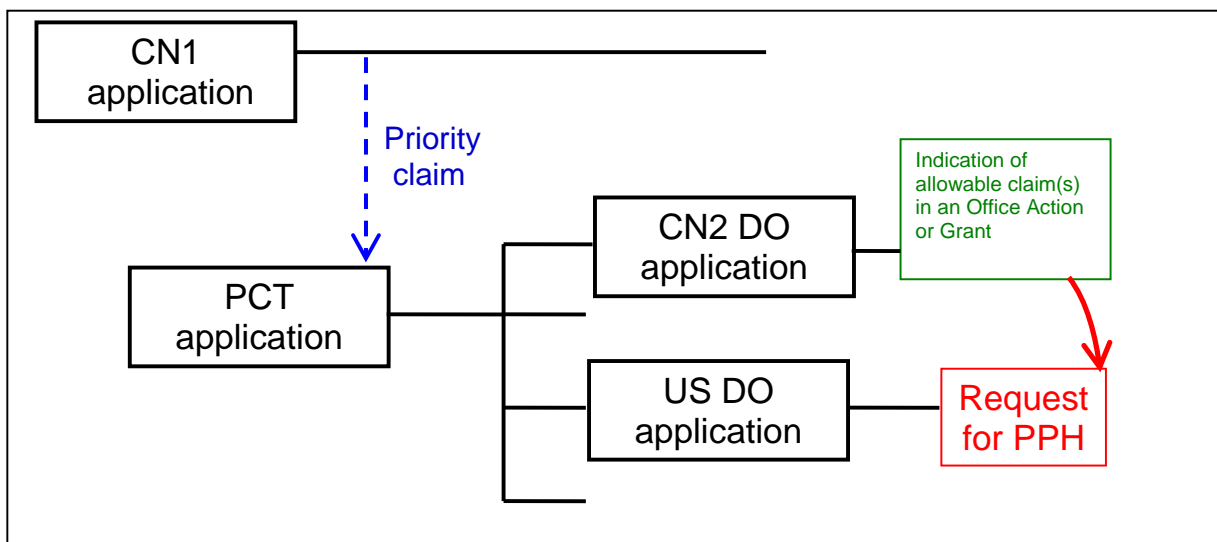 CN1
application
Priority
claim
Indication of
allowable claim(s)
in an Office Action
or Grant
CN2 DO
application
PCT
application
US DO
application
Request
for PPH